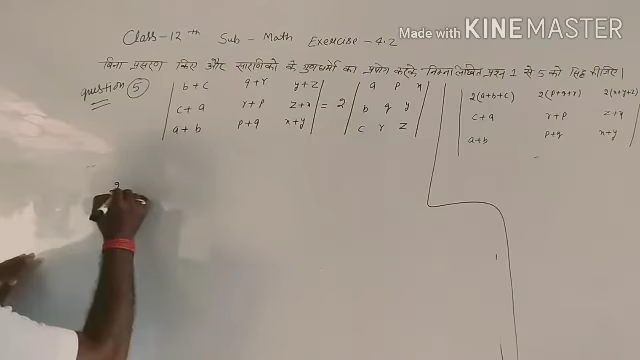 Made with KINEMASTER
Class-12th Sub - Math Exercise - 4.2
बिना प्रसरण किए और सारणिकों के गुणधर्मो का प्रयोग करके निम्नलिखित प्रश्न 1 से 5 को सिद्ध कीजिए।
question ⑤ | b+c q+r y+z | = 2 | a p x | | 2(a+b+c) 2(p+q+r) 2(x+y+z)
| c+a r+p z+x | | b q y | | c+a r+p z+x
| a+b p+q x+y | | c r z | | a+b p+q x+y